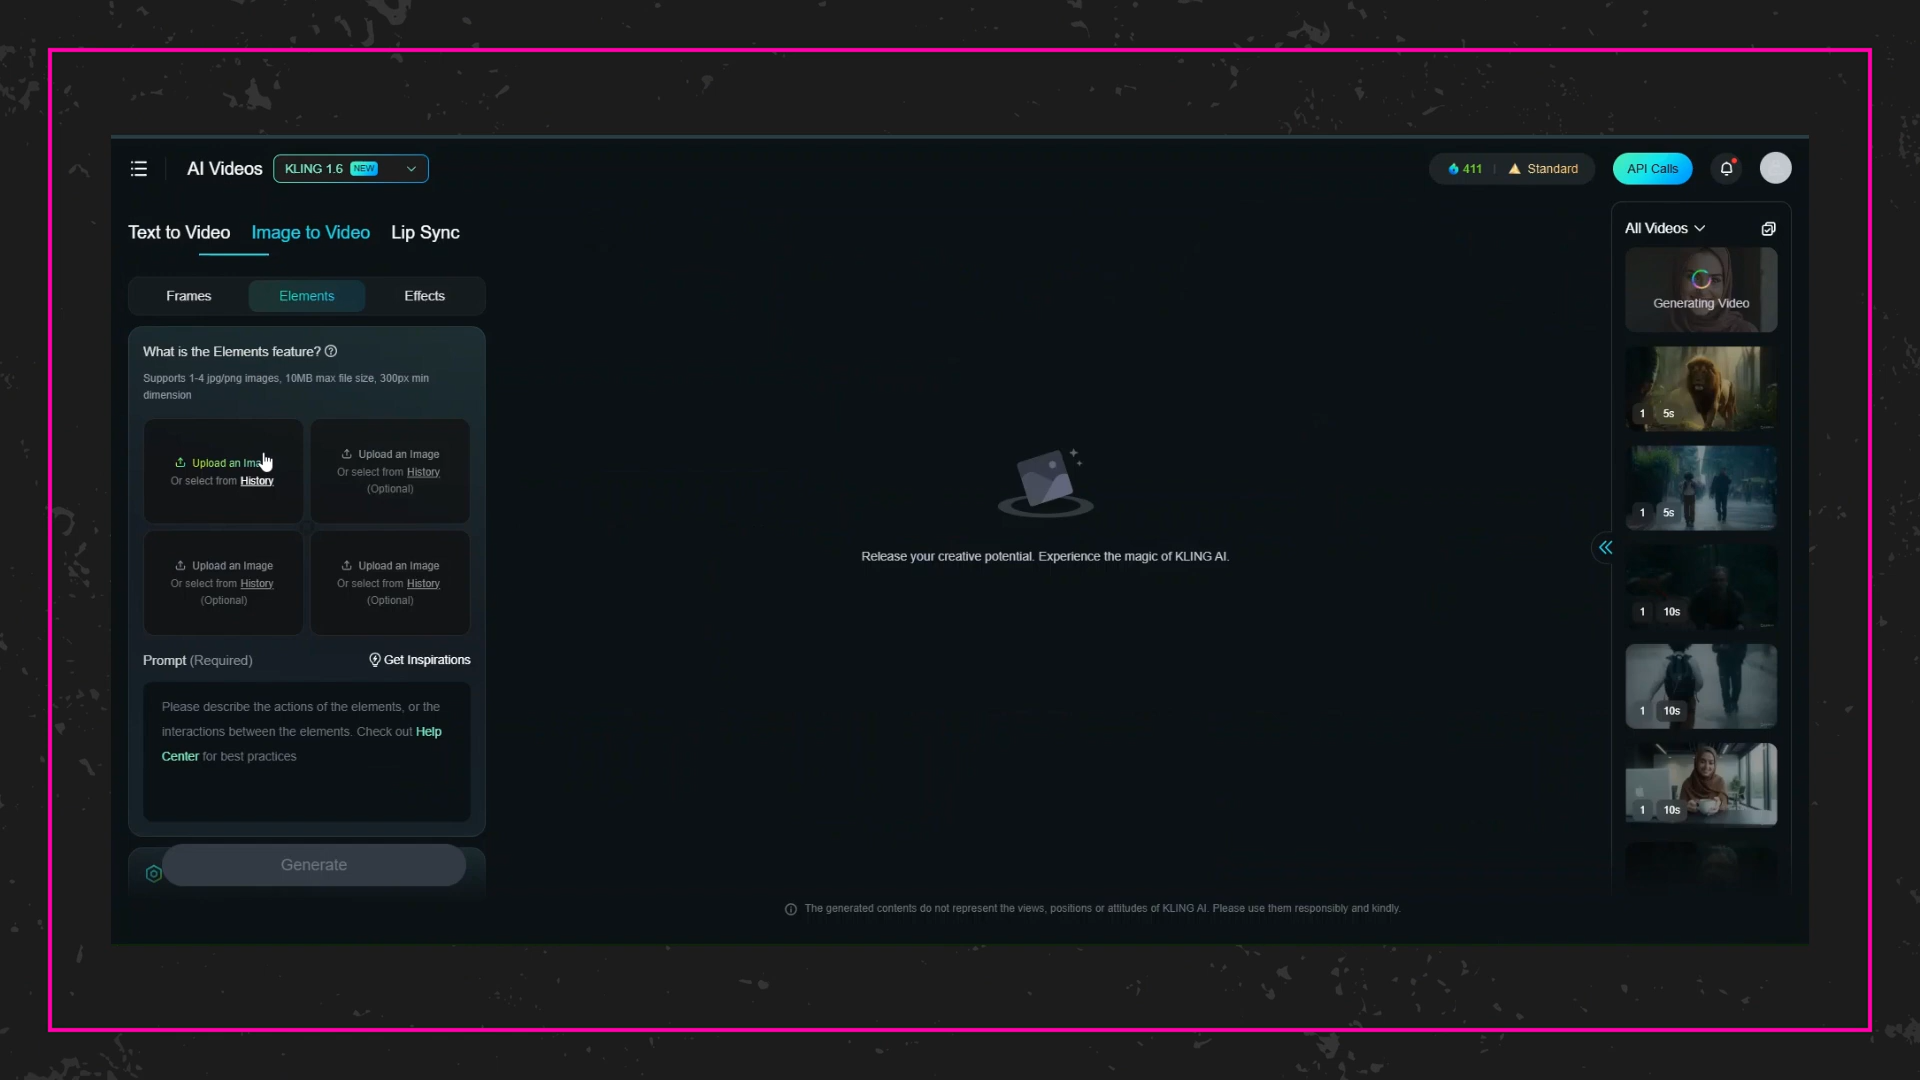 AI Videos
KLING 1.6 NEW
411
Standard
API Calls
Text to Video
Image to Video
Lip Sync
Frames
Elements
Effects
What is the Elements feature?
Supports 1-4 jpg/png images, 10MB max file size, 300px min
dimension
Upload an Ima
Or select from History
Upload an Image
Or select from History
(Optional)
Upload an Image
Or select from History
(Optional)
Upload an Image
Or select from History
(Optional)
Prompt (Required)
Get Inspirations
Please describe the actions of the elements, or the
interactions between the elements. Check out Help
Center for best practices
Generate
Release your creative potential. Experience the magic of KLING AI.
The generated contents do not represent the views, positions or attitudes of KLING AI. Please use them responsibly and kindly.
All Videos
Generating Video
1 5s
1 5s
1 10s
1 10s
1 10s